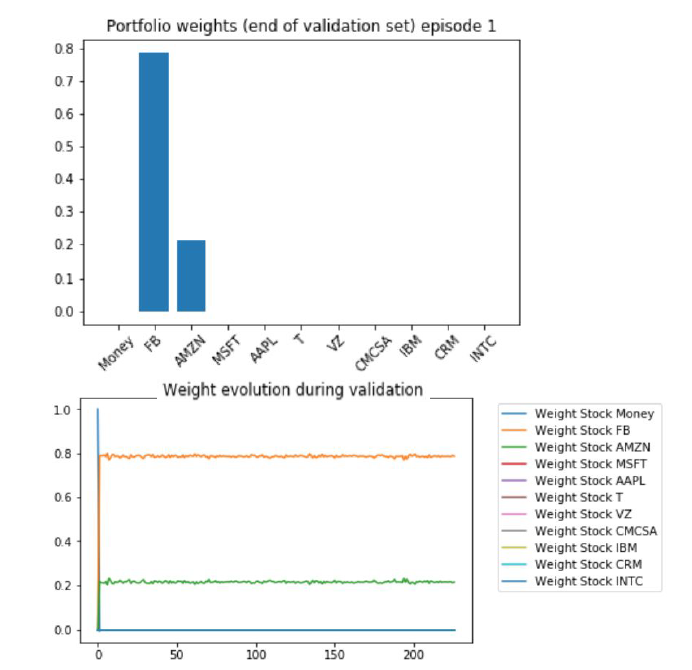 Portfolio weights (end of validation set) episode 1
0.8
0.7
0.6
0.5
0.4
0.3
0.2
0.1
0.0
Money FB AMZN MSFT AAPL T VZ CMCSA IBM CRM INTC
Weight evolution during validation
1.0
0.8
0.6
0.4
0.2
0.0
0 50 100 150 200
Weight Stock Money
Weight Stock FB
Weight Stock AMZN
Weight Stock MSFT
Weight Stock AAPL
Weight Stock T
Weight Stock VZ
Weight Stock CMCSA
Weight Stock IBM
Weight Stock CRM
Weight Stock INTC